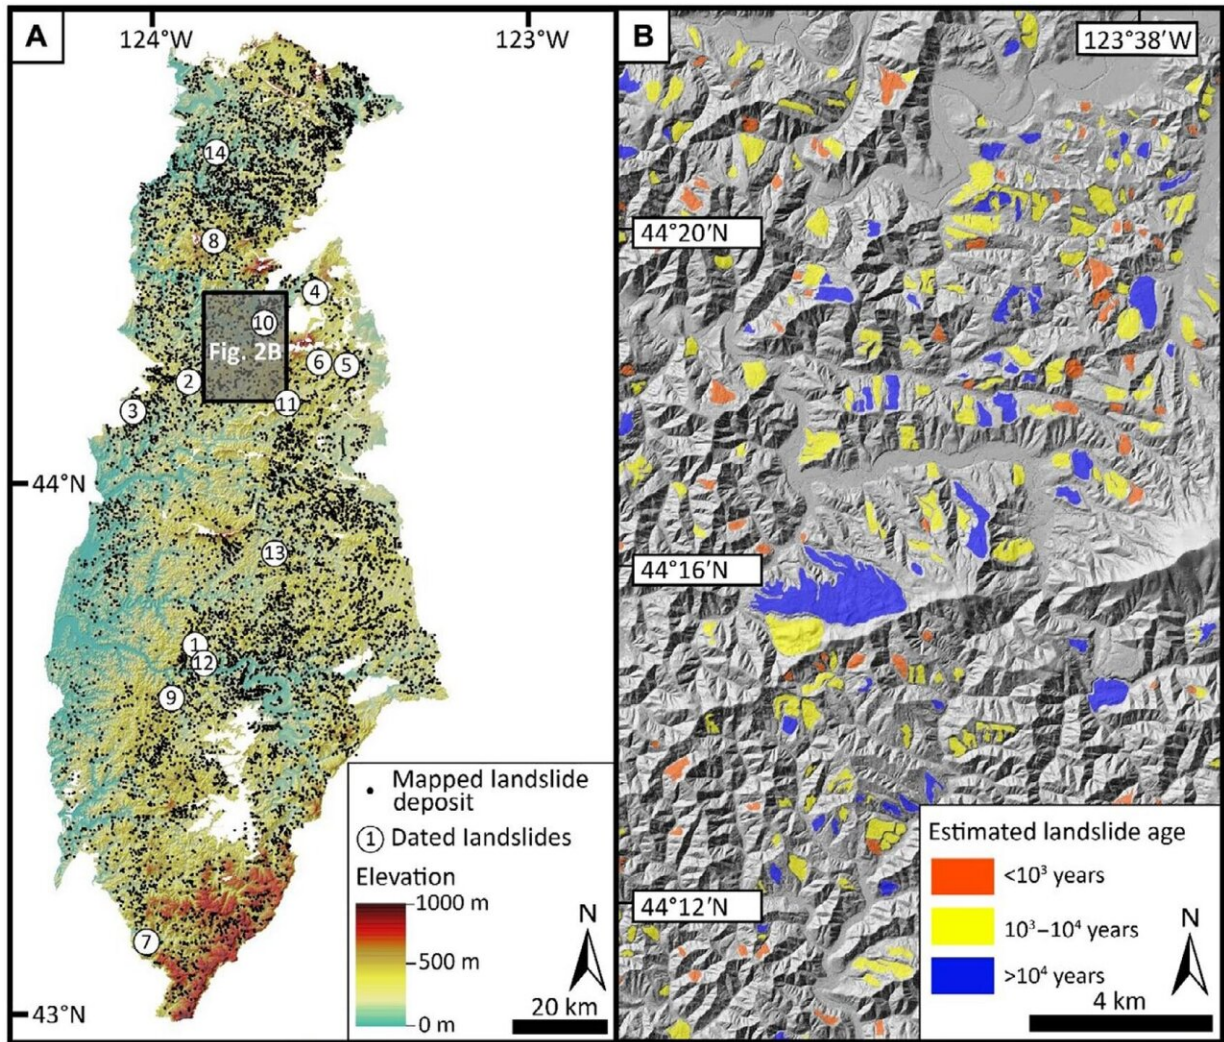 A
124°W
123°W
14
8
4
10
Fig. 2B
6
5
2
11
3
44°N
13
1
12
9
7
43°N
Mapped landslide
deposit
1 Dated landslides
Elevation
1000 m
500 m
0 m
N
20 km
B
123°38′W
44°20′N
44°16′N
44°12′N
Estimated landslide age
<10³ years
10³–10⁴ years
>10⁴ years
N
4 km